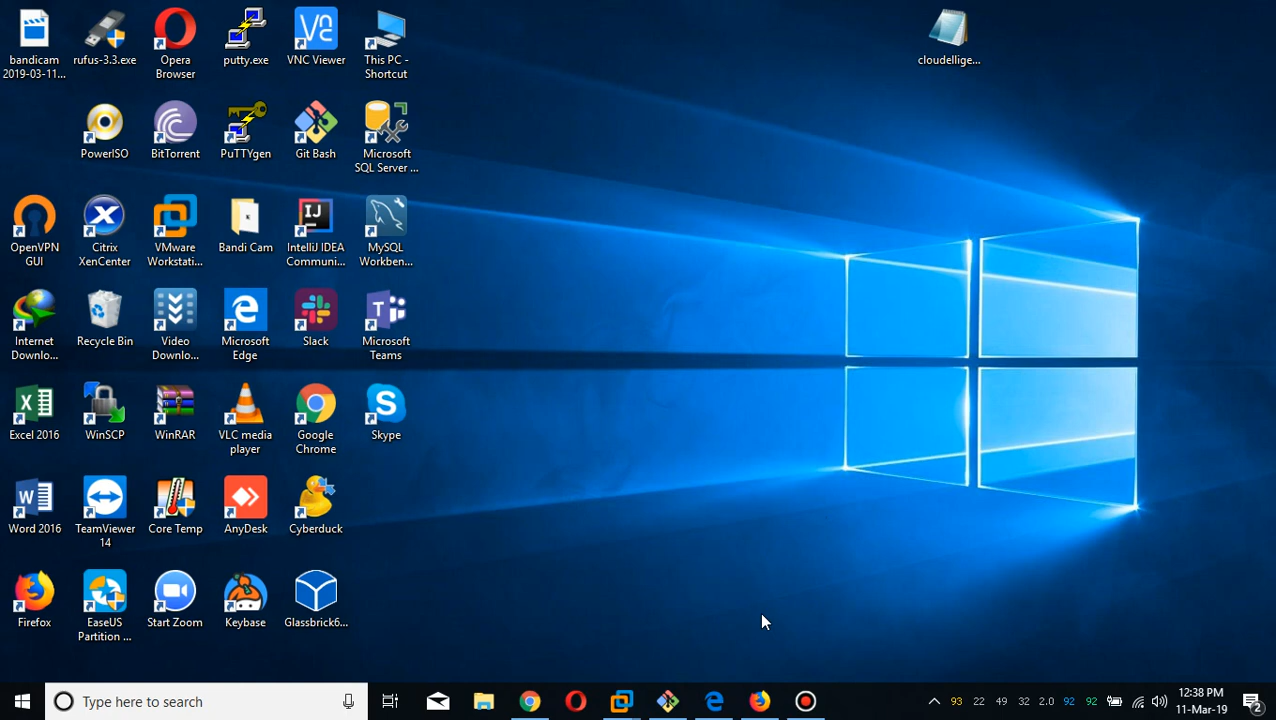 bandicam
2019-03-11...
rufus-3.3.exe
Opera
Browser
putty.exe
VNC Viewer
This PC -
Shortcut
cloudellige...
PowerISO
BitTorrent
PuTTYgen
Git Bash
Microsoft
SQL Server ...
OpenVPN
GUI
Citrix
XenCenter
VMware
Workstati...
Bandi Cam
IntelliJ IDEA
Communi...
MySQL
Workben...
Internet
Downlo...
Recycle Bin
Video
Downlo...
Microsoft
Edge
Slack
Microsoft
Teams
Excel 2016
WinSCP
WinRAR
VLC media
player
Google
Chrome
Skype
Word 2016
TeamViewer
14
Core Temp
AnyDesk
Cyberduck
Firefox
EaseUS
Partition ...
Start Zoom
Keybase
Glassbrick6...
Type here to search
93 22 49 32 2.0 92 92
12:38 PM
11-Mar-19
2